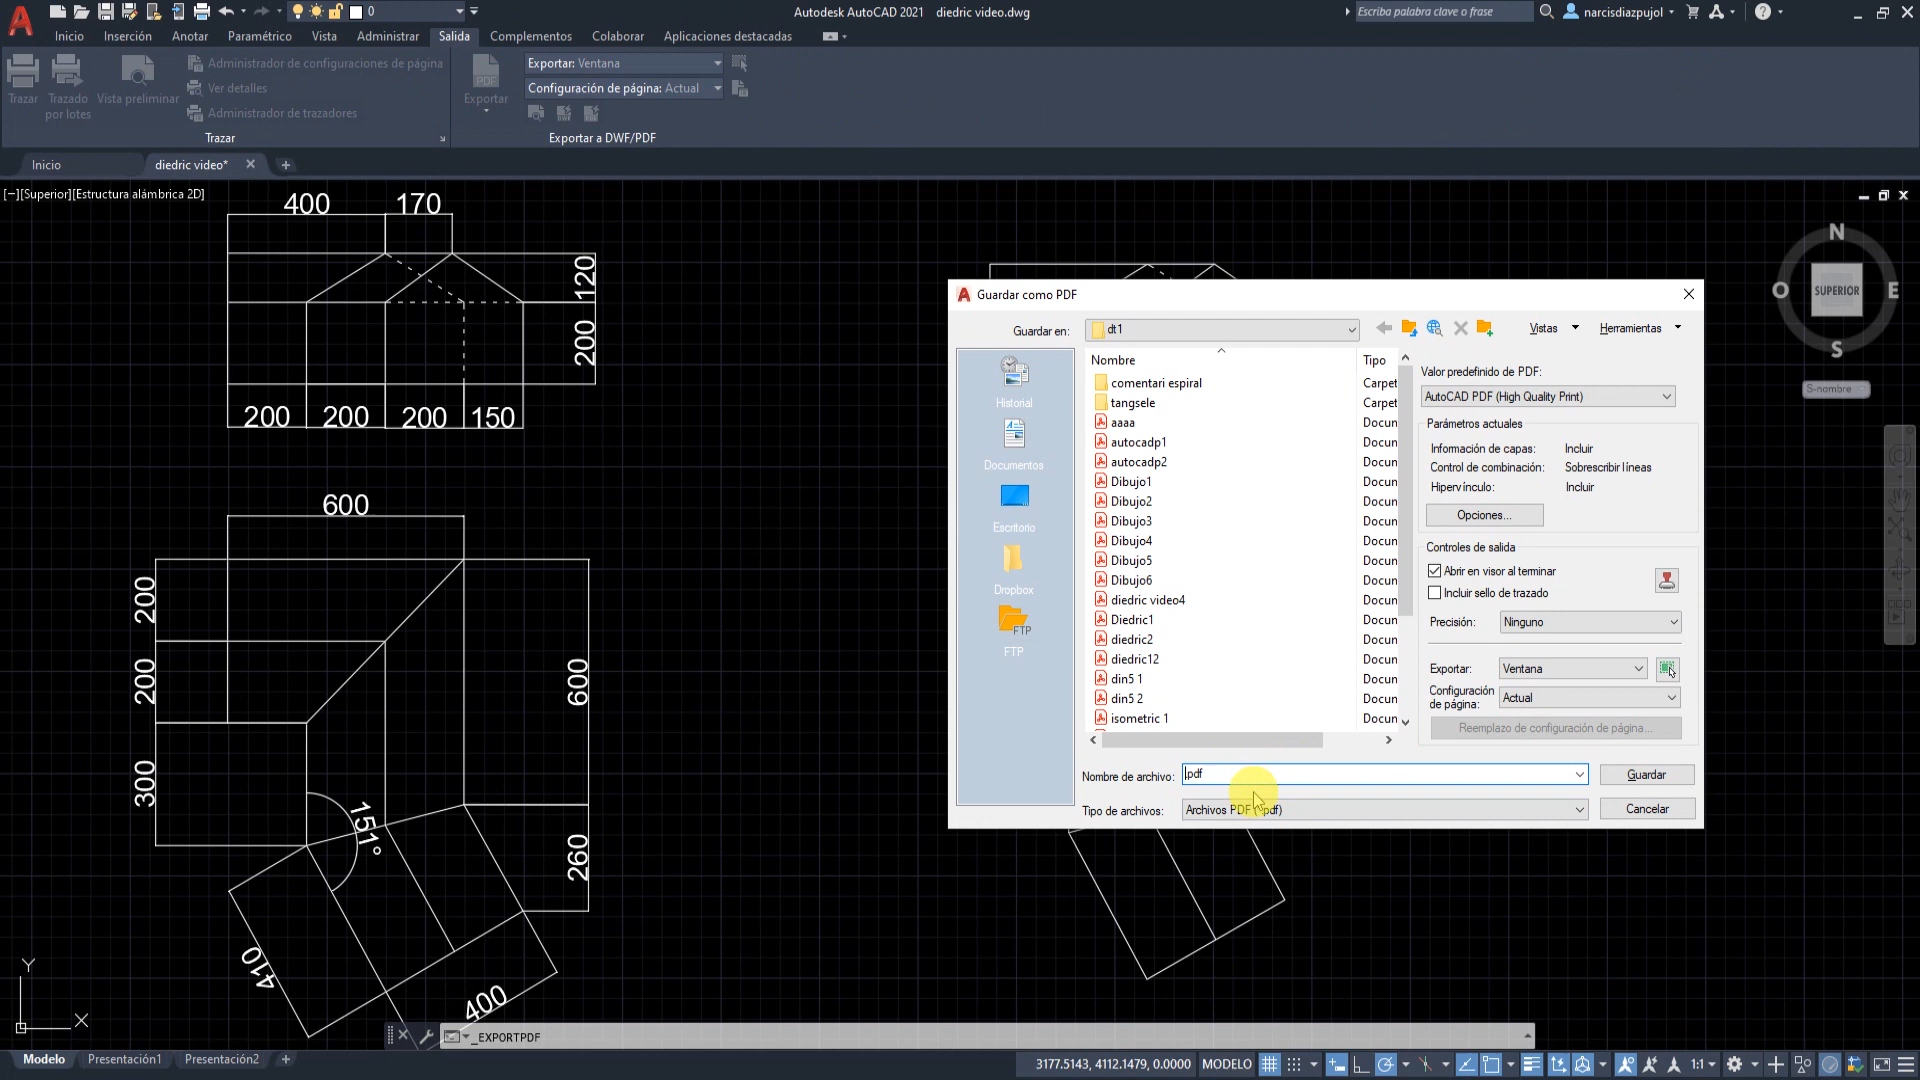 0
Autodesk AutoCAD 2021 diedric video.dwg
Escriba palabra clave o frase
narcisdiazpujol
Inicio Inserción Anotar Paramétrico Vista Administrar Salida Complementos Colaborar Aplicaciones destacadas
Trazar
Trazado por lotes
Vista preliminar
Administrador de configuraciones de página
Ver detalles
Administrador de trazadores
Trazar
PDF
Exportar
Exportar: Ventana
Configuración de página: Actual
DWF
Exportar a DWF/PDF
Inicio
diedric video*
[−][Superior][Estructura alámbrica 2D]
400 170
120
200
200 200 200 150
600
200
200
300
600
260
151°
410
400
N
O SUPERIOR E
S
S-nombre
Guardar como PDF
Guardar en: dt1
Vistas Herramientas
Historial
Documentos
Escritorio
Dropbox
FTP
FTP
Nombre Tipo
comentari espiral Carpet
tangsele Carpet
aaaa Docun
autocadp1 Docun
autocadp2 Docun
Dibujo1 Docun
Dibujo2 Docun
Dibujo3 Docun
Dibujo4 Docun
Dibujo5 Docun
Dibujo6 Docun
diedric video4 Docun
Diedric1 Docun
diedric2 Docun
diedric12 Docun
din5 1 Docun
din5 2 Docun
isometric 1 Docun
Valor predefinido de PDF:
AutoCAD PDF (High Quality Print)
Parámetros actuales
Información de capas: Incluir
Control de combinación: Sobrescribir líneas
Hipervínculo: Incluir
Opciones...
Controles de salida
Abrir en visor al terminar
Incluir sello de trazado
Precisión: Ninguno
Exportar: Ventana
Configuración de página: Actual
Reemplazo de configuración de página...
Nombre de archivo: .pdf
Guardar
Tipo de archivos: Archivos PDF (*.pdf)
Cancelar
Y
X
_EXPORTPDF
Modelo Presentación1 Presentación2
3177.5143, 4112.1479, 0.0000 MODELO 1:1